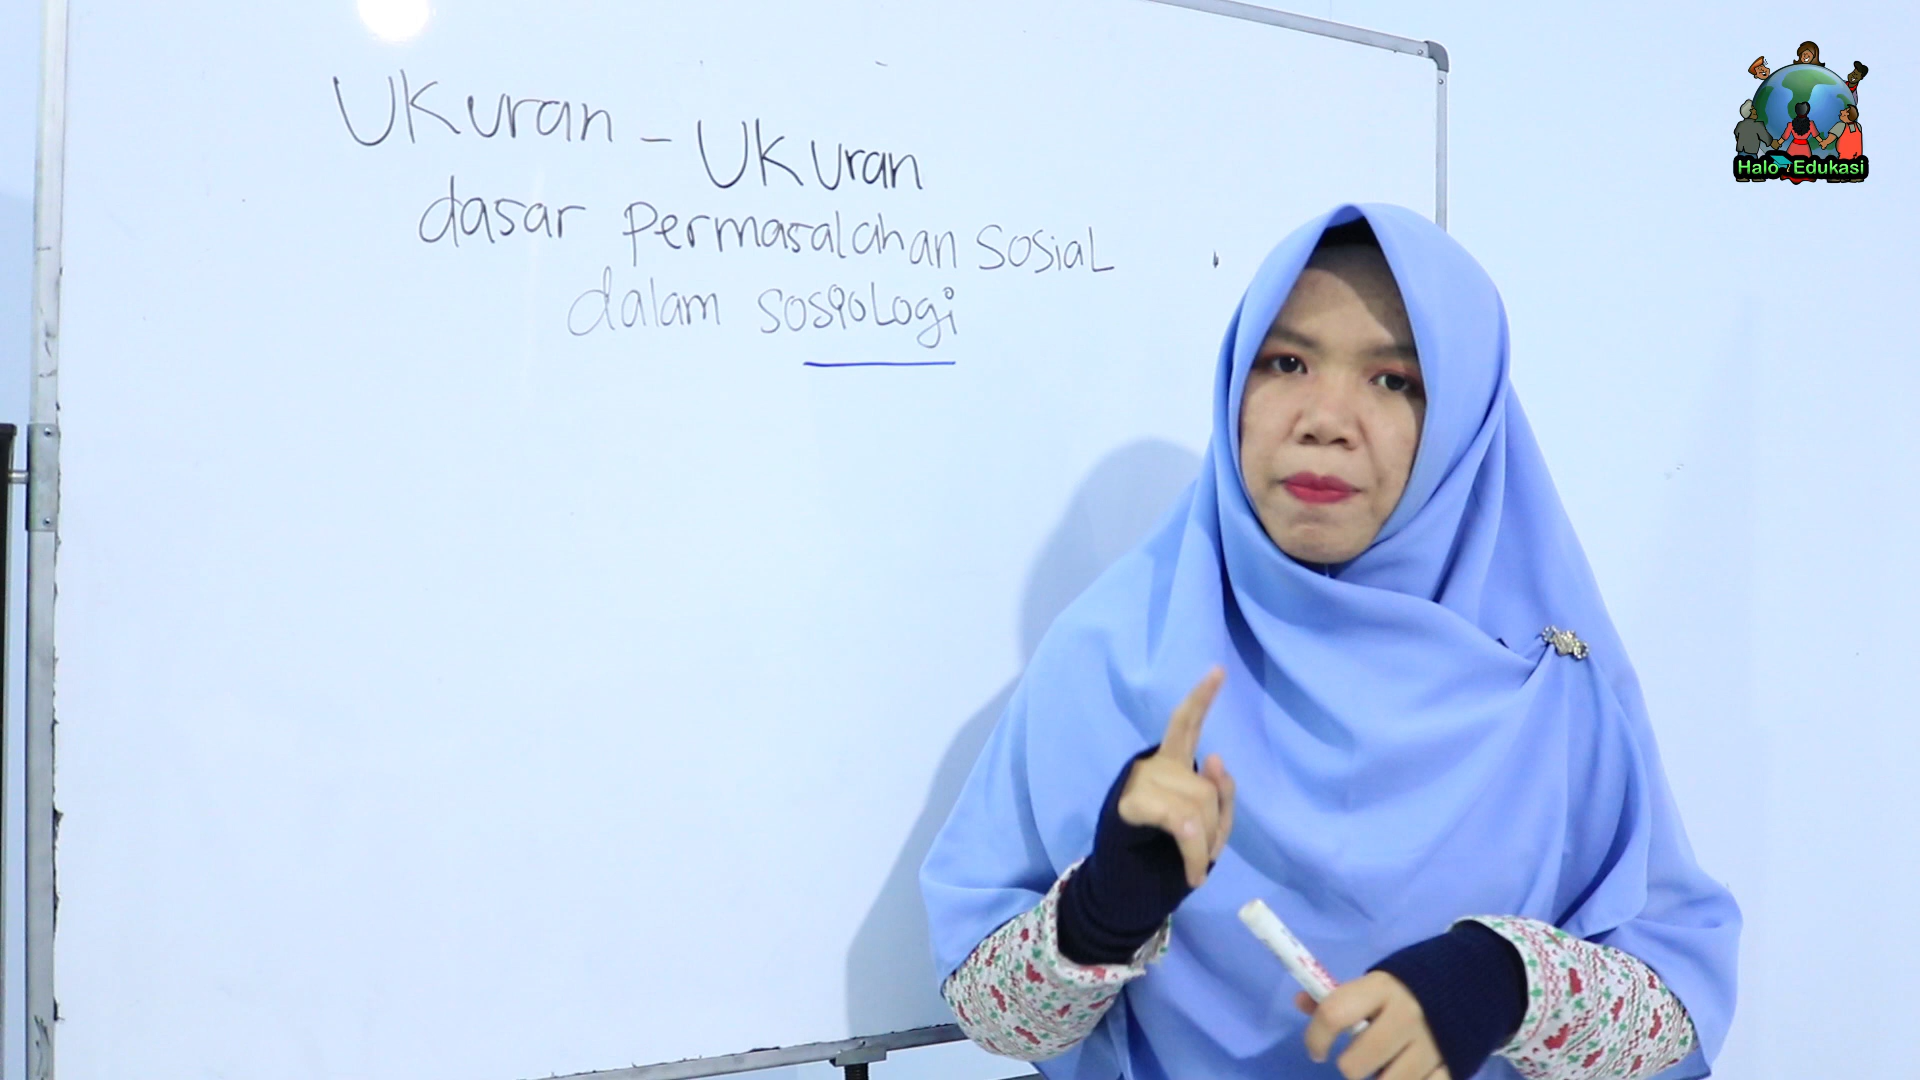 Ukuran - Ukuran
dasar permasalahan sosial
dalam sosiologi
Halo Edukasi